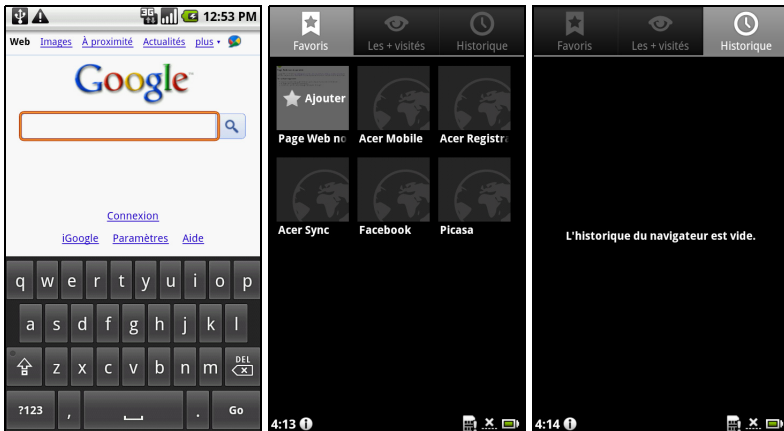 3G 12:53 PM
Web Images À proximité Actualités plus
Google
Connexion
iGoogle Paramètres Aide
q w e r t y u i o p
a s d f g h j k l
z x c v b n m DEL
?123 , . Go
Favoris Les + visités Historique
Ajouter
Page Web no Acer Mobile Acer Registra
Acer Sync Facebook Picasa
4:13
Favoris Les + visités Historique
L'historique du navigateur est vide.
4:14